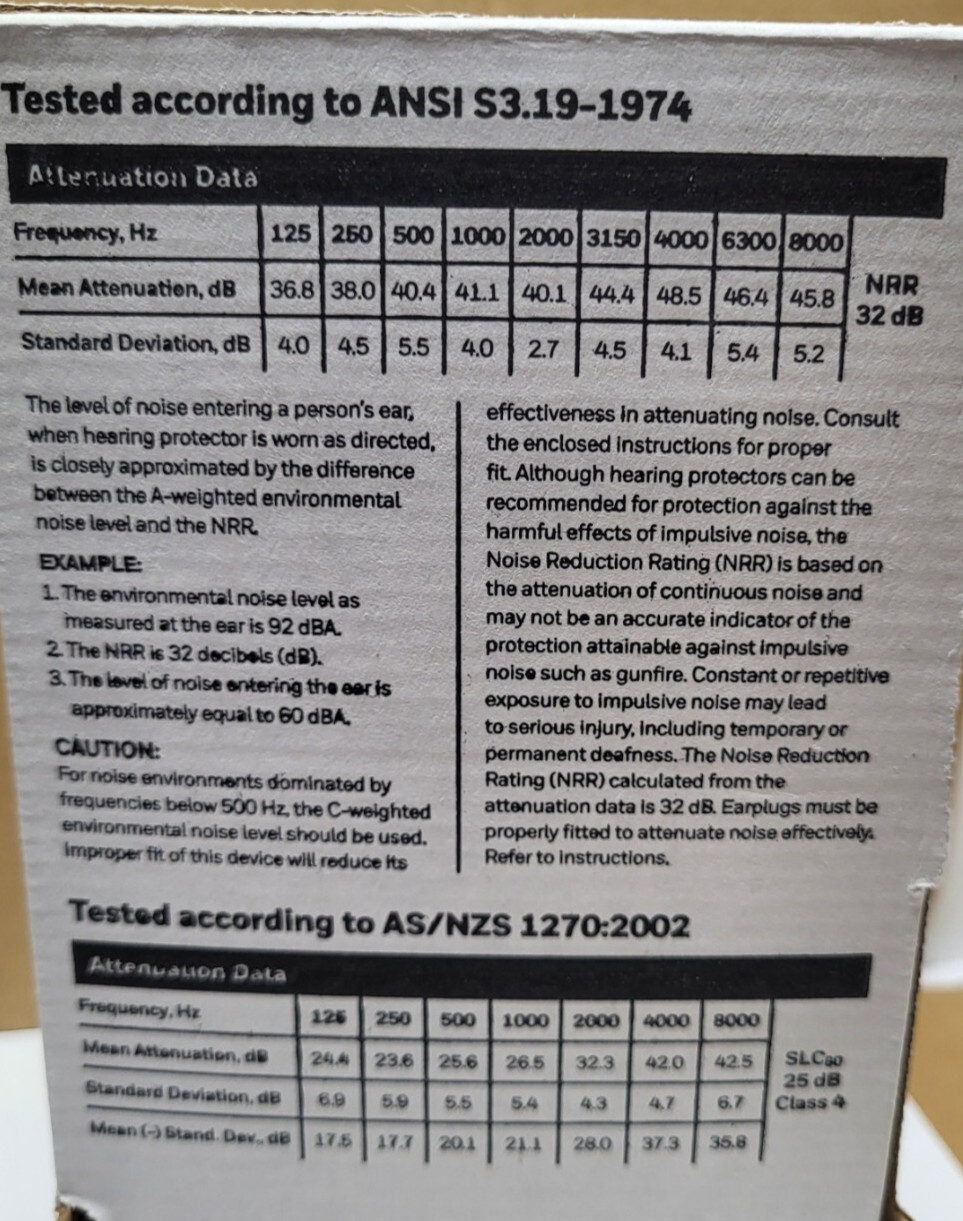 Tested according to ANSI S3.19-1974
Attenuation Data
Frequency, Hz 125 250 500 1000 2000 3150 4000 6300 8000
Mean Attenuation, dB 36.8 38.0 40.4 41.1 40.1 44.4 48.5 46.4 45.8
Standard Deviation, dB 4.0 4.5 5.5 4.0 2.7 4.5 4.1 5.4 5.2
NRR
32 dB
The level of noise entering a person's ear,
when hearing protector is worn as directed,
is closely approximated by the difference
between the A-weighted environmental
noise level and the NRR.
EXAMPLE:
1. The environmental noise level as
measured at the ear is 92 dBA.
2. The NRR is 32 decibels (dB).
3. The level of noise entering the ear is
approximately equal to 60 dBA.
CAUTION:
For noise environments dominated by
frequencies below 500 Hz, the C-weighted
environmental noise level should be used.
Improper fit of this device will reduce its
effectiveness in attenuating noise. Consult
the enclosed instructions for proper
fit. Although hearing protectors can be
recommended for protection against the
harmful effects of impulsive noise, the
Noise Reduction Rating (NRR) is based on
the attenuation of continuous noise and
may not be an accurate indicator of the
protection attainable against impulsive
noise such as gunfire. Constant or repetitive
exposure to impulsive noise may lead
to serious injury, including temporary or
permanent deafness. The Noise Reduction
Rating (NRR) calculated from the
attenuation data is 32 dB. Earplugs must be
properly fitted to attenuate noise effectively.
Refer to instructions.
Tested according to AS/NZS 1270:2002
Attenuation Data
Frequency, Hz 125 250 500 1000 2000 4000 8000
Mean Attenuation, dB 24.4 23.6 25.6 26.5 32.3 42.0 42.5
Standard Deviation, dB 6.9 5.9 5.5 5.4 4.3 4.7 6.7
Mean (-) Stand. Dev., dB 17.5 17.7 20.1 21.1 28.0 37.3 35.8
SLC80
25 dB
Class 4